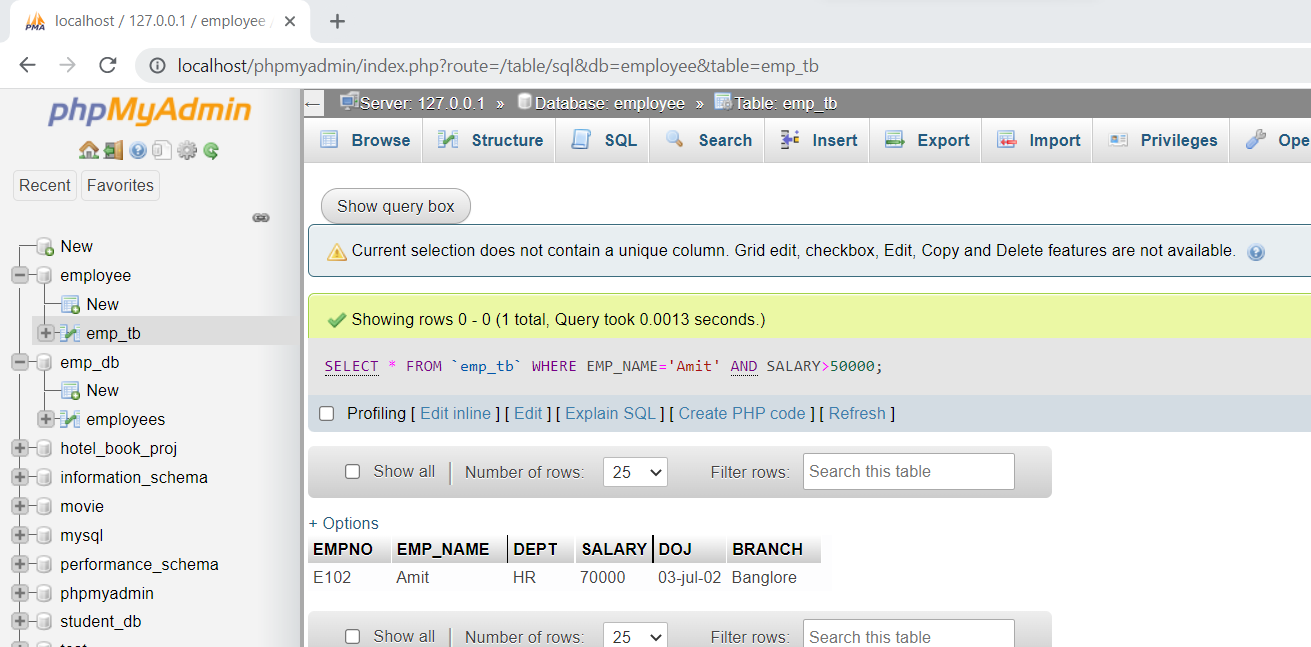 localhost / 127.0.0.1 / employee
localhost/phpmyadmin/index.php?route=/table/sql&db=employee&table=emp_tb
phpMyAdmin
Recent Favorites
New
employee
New
emp_tb
emp_db
New
employees
hotel_book_proj
information_schema
movie
mysql
performance_schema
phpmyadmin
student_db
Server: 127.0.0.1 » Database: employee » Table: emp_tb
Browse Structure SQL Search Insert Export Import Privileges Ope
Show query box
Current selection does not contain a unique column. Grid edit, checkbox, Edit, Copy and Delete features are not available.
Showing rows 0 - 0 (1 total, Query took 0.0013 seconds.)
SELECT * FROM `emp_tb` WHERE EMP_NAME='Amit' AND SALARY>50000;
Profiling [ Edit inline ] [ Edit ] [ Explain SQL ] [ Create PHP code ] [ Refresh ]
Show all Number of rows: 25 Filter rows: Search this table
+ Options
EMPNO EMP_NAME DEPT SALARY DOJ BRANCH
E102 Amit HR 70000 03-jul-02 Banglore
Show all Number of rows: 25 Filter rows: Search this table